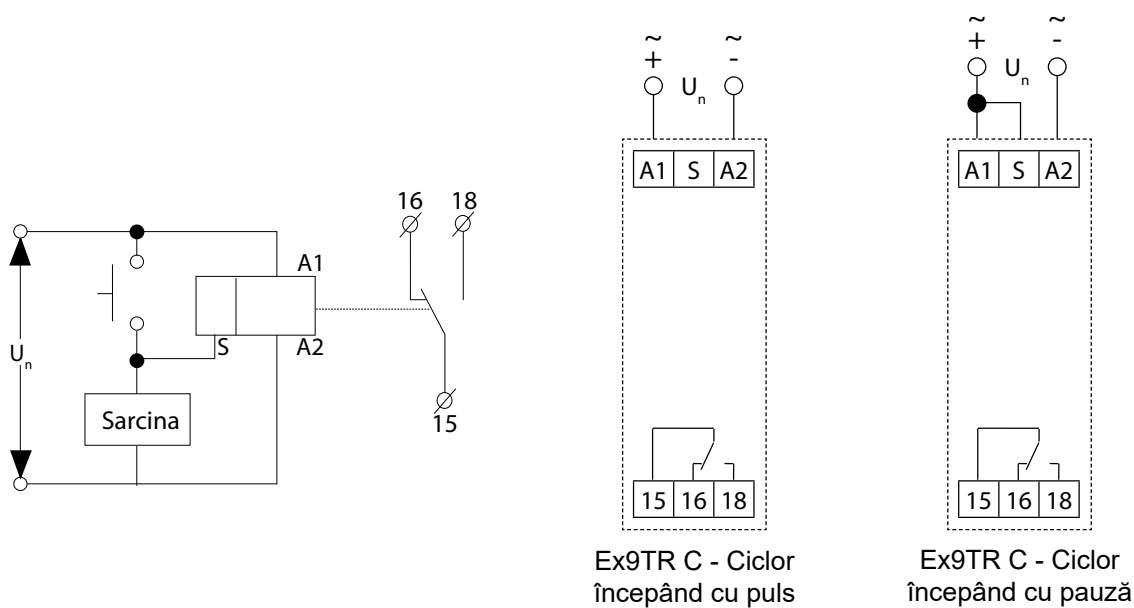 Uₙ
Sarcina
S
A1
A2
16 18
15
~ ~
+ -
Uₙ
A1 S A2
15 16 18
Ex9TR C - Ciclor
începând cu puls
~ ~
+ -
Uₙ
A1 S A2
15 16 18
Ex9TR C - Ciclor
începând cu pauză